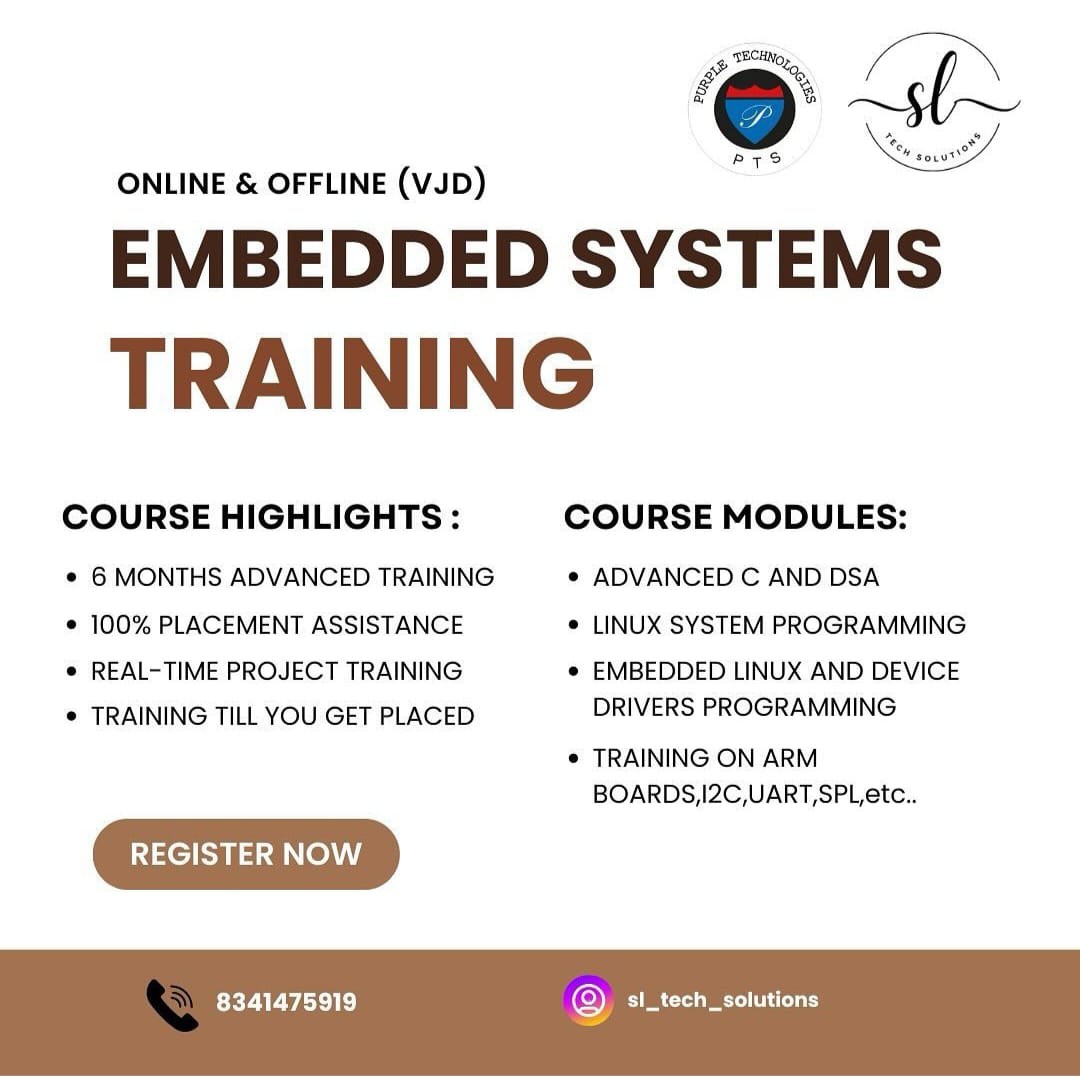 PURPLE TECHNOLOGIES
P
PTS
sl
TECH SOLUTIONS
ONLINE & OFFLINE (VJD)
EMBEDDED SYSTEMS
TRAINING
COURSE HIGHLIGHTS :
• 6 MONTHS ADVANCED TRAINING
• 100% PLACEMENT ASSISTANCE
• REAL-TIME PROJECT TRAINING
• TRAINING TILL YOU GET PLACED
COURSE MODULES:
• ADVANCED C AND DSA
• LINUX SYSTEM PROGRAMMING
• EMBEDDED LINUX AND DEVICE
DRIVERS PROGRAMMING
• TRAINING ON ARM
BOARDS,I2C,UART,SPL,etc..
REGISTER NOW
8341475919
sl_tech_solutions